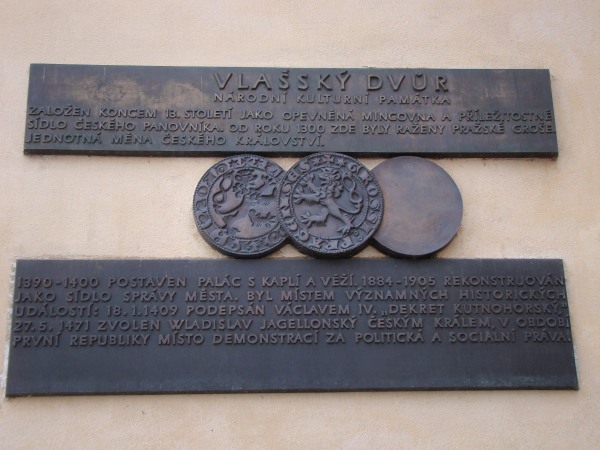 VLAŠSKÝ DVŮR
NÁRODNÍ KULTURNÍ PAMÁTKA
ZALOŽEN KONCEM 13. STOLETÍ JAKO OPEVNĚNÁ MINCOVNA A PŘÍLEŽITOSTNÉ
SÍDLO ČESKÉHO PANOVNÍKA. OD ROKU 1300 ZDE BYLY RAŽENY PRAŽSKÉ GROŠE,
JEDNOTNÁ MĚNA ČESKÉHO KRÁLOVSTVÍ.
1390-1400 POSTAVEN PALÁC S KAPLÍ A VĚŽÍ. 1884-1905 REKONSTRUOVÁN
JAKO SÍDLO SPRÁVY MĚSTA. BYL MÍSTEM VÝZNAMNÝCH HISTORICKÝCH
UDÁLOSTÍ: 18.1.1409 PODEPSÁN VÁCLAVEM IV. „DEKRET KUTNOHORSKÝ"
27. 5. 1471 ZVOLEN WLADISLAV JAGELLONSKÝ ČESKÝM KRÁLEM, V OBDOBÍ
PRVNÍ REPUBLIKY MÍSTO DEMONSTRACÍ ZA POLITICKÁ A SOCIÁLNÍ PRÁVA.